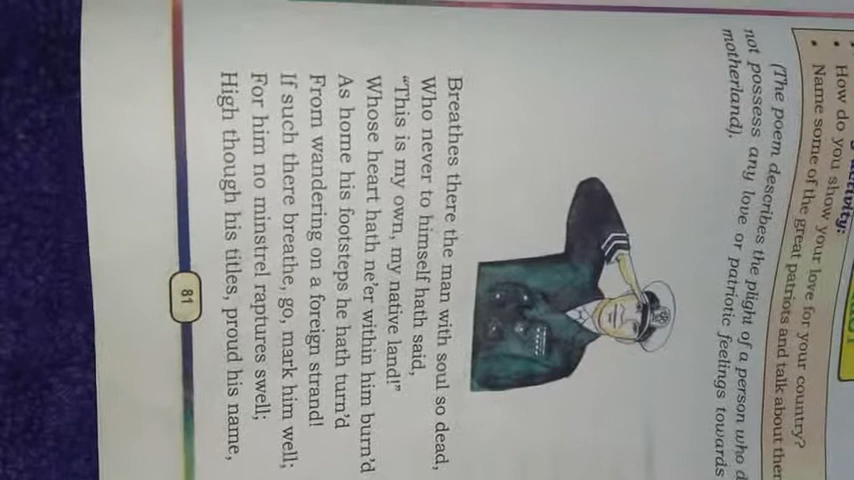 How do you show your love for your country?
Name some of the great patriots and talk about
(The poem describes the plight of a person who
not possess any love or patriotic feelings towards
motherland).
Breathes there the man with soul so dead,
Who never to himself hath said,
“This is my own, my native land!”
Whose heart hath ne'er within him burn'd
As home his footsteps he hath turn'd
From wandering on a foreign strand!
If such there breathe, go, mark him well;
For him no minstrel raptures swell;
High though his titles, proud his name,
81